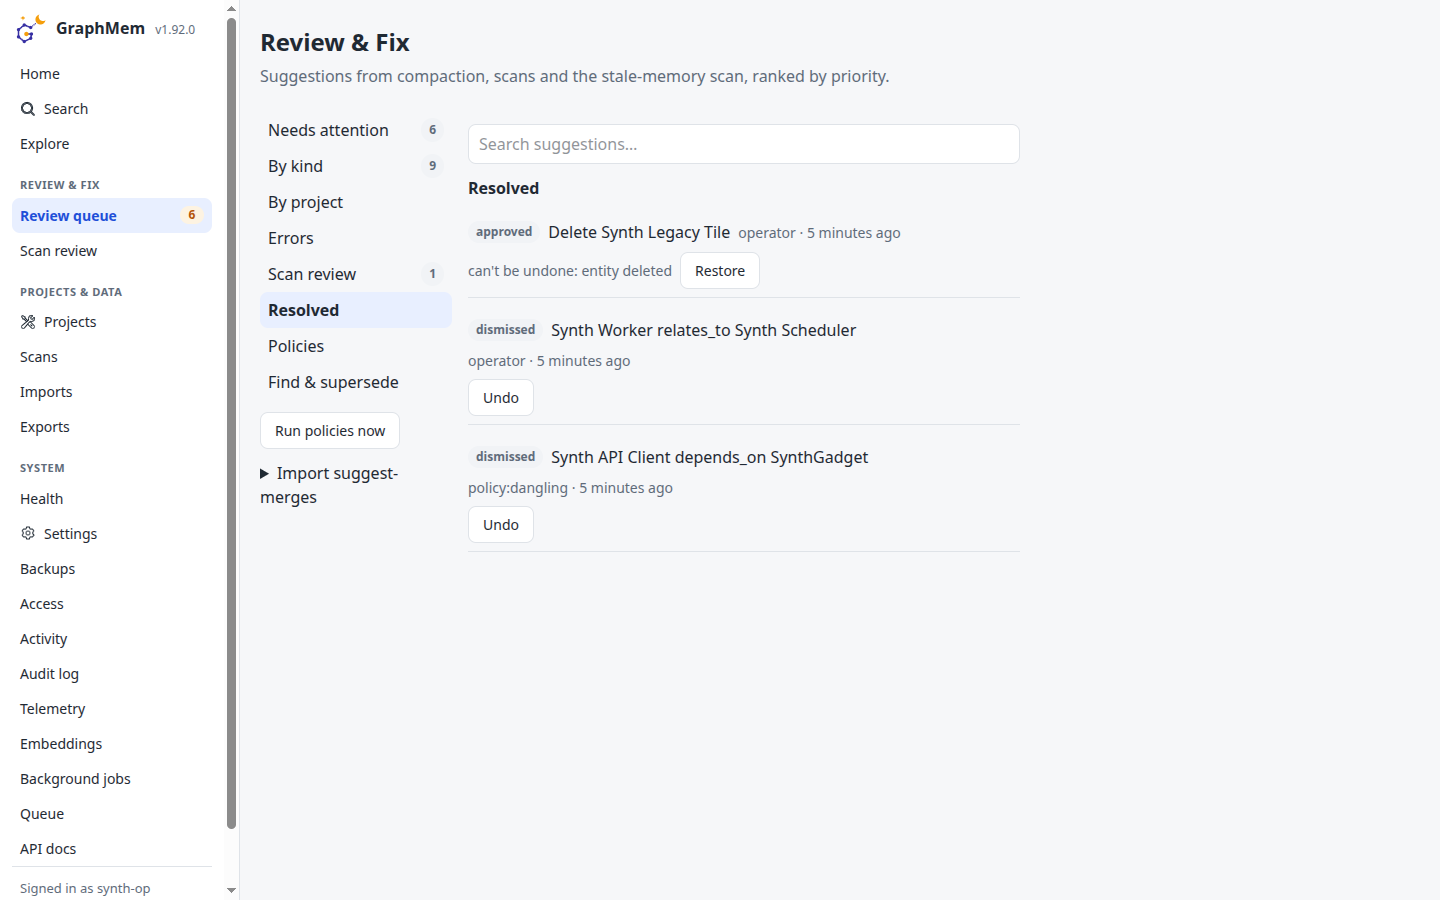 GraphMem v1.92.0
Home
Search
Explore
REVIEW & FIX
Review queue 6
Scan review
PROJECTS & DATA
Projects
Scans
Imports
Exports
SYSTEM
Health
Settings
Backups
Access
Activity
Audit log
Telemetry
Embeddings
Background jobs
Queue
API docs
Signed in as synth-op
Review & Fix
Suggestions from compaction, scans and the stale-memory scan, ranked by priority.
Needs attention 6
By kind 9
By project
Errors
Scan review 1
Resolved
Policies
Find & supersede
Run policies now
Import suggest-
merges
Search suggestions...
Resolved
approved Delete Synth Legacy Tile operator · 5 minutes ago
can't be undone: entity deleted Restore
dismissed Synth Worker relates_to Synth Scheduler
operator · 5 minutes ago
Undo
dismissed Synth API Client depends_on SynthGadget
policy:dangling · 5 minutes ago
Undo